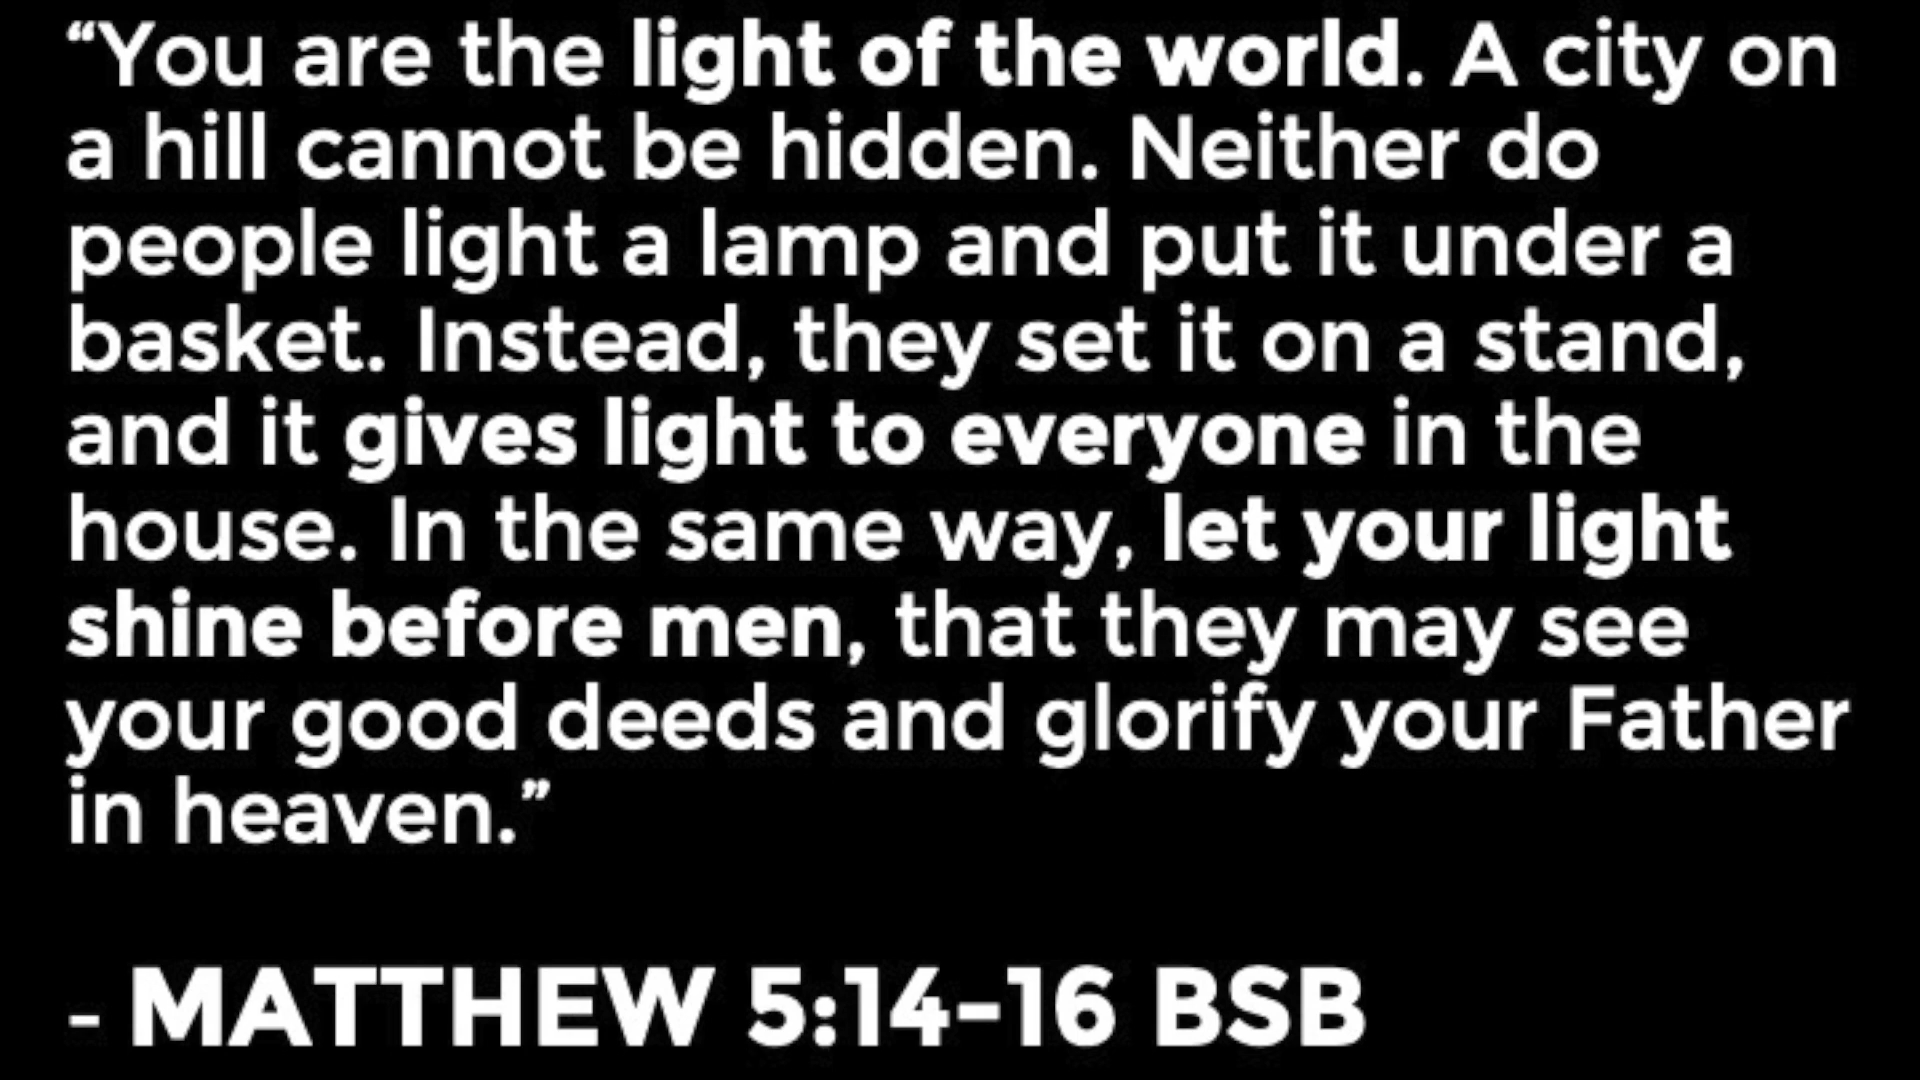 “You are the light of the world. A city on
a hill cannot be hidden. Neither do
people light a lamp and put it under a
basket. Instead, they set it on a stand,
and it gives light to everyone in the
house. In the same way, let your light
shine before men, that they may see
your good deeds and glorify your Father
in heaven.”
- MATTHEW 5:14-16 BSB